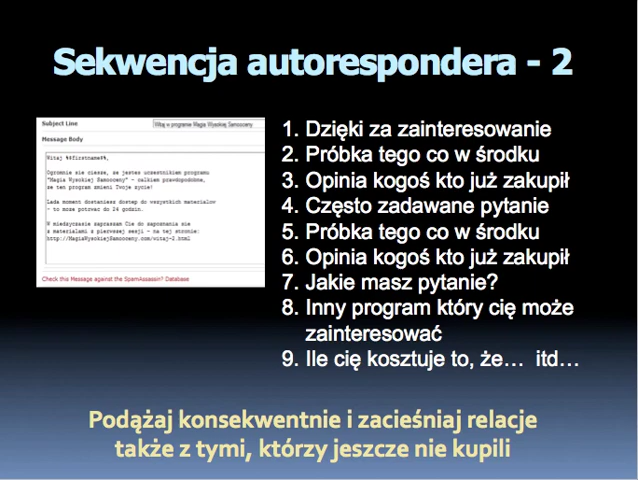 Sekwencja autorespondera - 2
Subject Line
Witaj w programie Magia Wysokiej Samooceny
Message Body
Witaj %$firstname$%,
Ogromnie sie ciesze, ze jestes uczestnikiem programu
"Magia Wysokiej Samooceny" - calkiem prawdopodobne,
ze ten program zmieni Twoje zycie!
Lada moment dostaniesz dostep do wszystkich materialow
- to moze potrwac do 24 godzin.
W miedzyczasie zapraszam Cie do zapoznania sie
z materialami z pierwszej sesji - na tej stronie:
http://MagiaWysokiejSamooceny.com/witaj-2.html
Check this Message against the SpamAssassin? Database
1. Dzięki za zainteresowanie
2. Próbka tego co w środku
3. Opinia kogoś kto już zakupił
4. Często zadawane pytanie
5. Próbka tego co w środku
6. Opinia kogoś kto już zakupił
7. Jakie masz pytanie?
8. Inny program który cię może
zainteresować
9. Ile cię kosztuje to, że… itd…
Podążaj konsekwentnie i zacieśniaj relacje
także z tymi, którzy jeszcze nie kupili